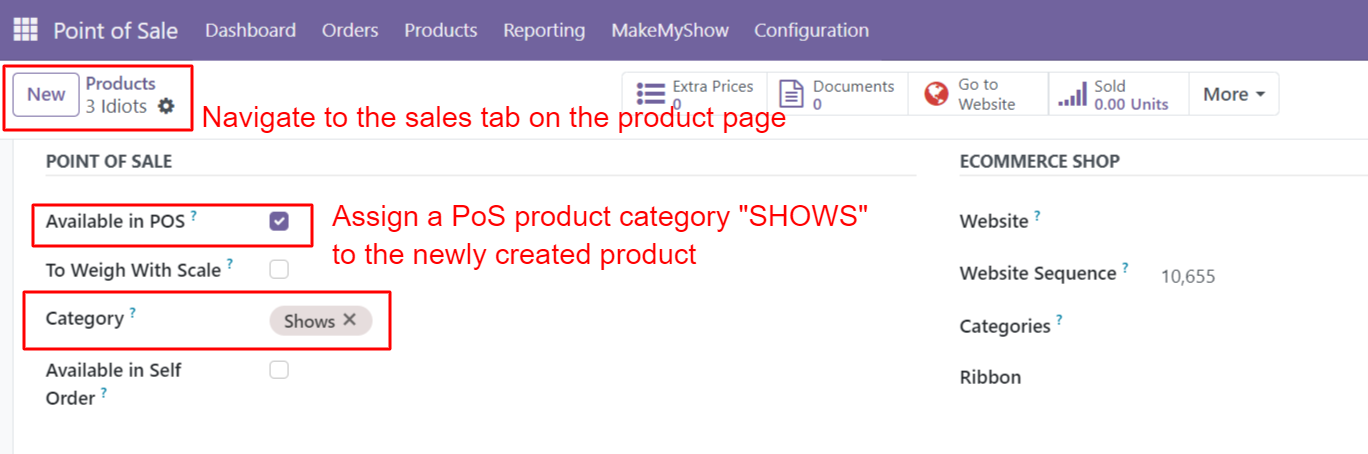 Point of Sale Dashboard Orders Products Reporting MakeMyShow Configuration
New Products
3 Idiots
Extra Prices
0
Documents
0
Go to
Website
Sold
0.00 Units
More
Navigate to the sales tab on the product page
POINT OF SALE
Available in POS ?
To Weigh With Scale ?
Category ? Shows ✕
Available in Self
Order ?
Assign a PoS product category "SHOWS"
to the newly created product
ECOMMERCE SHOP
Website ?
Website Sequence ? 10,655
Categories ?
Ribbon